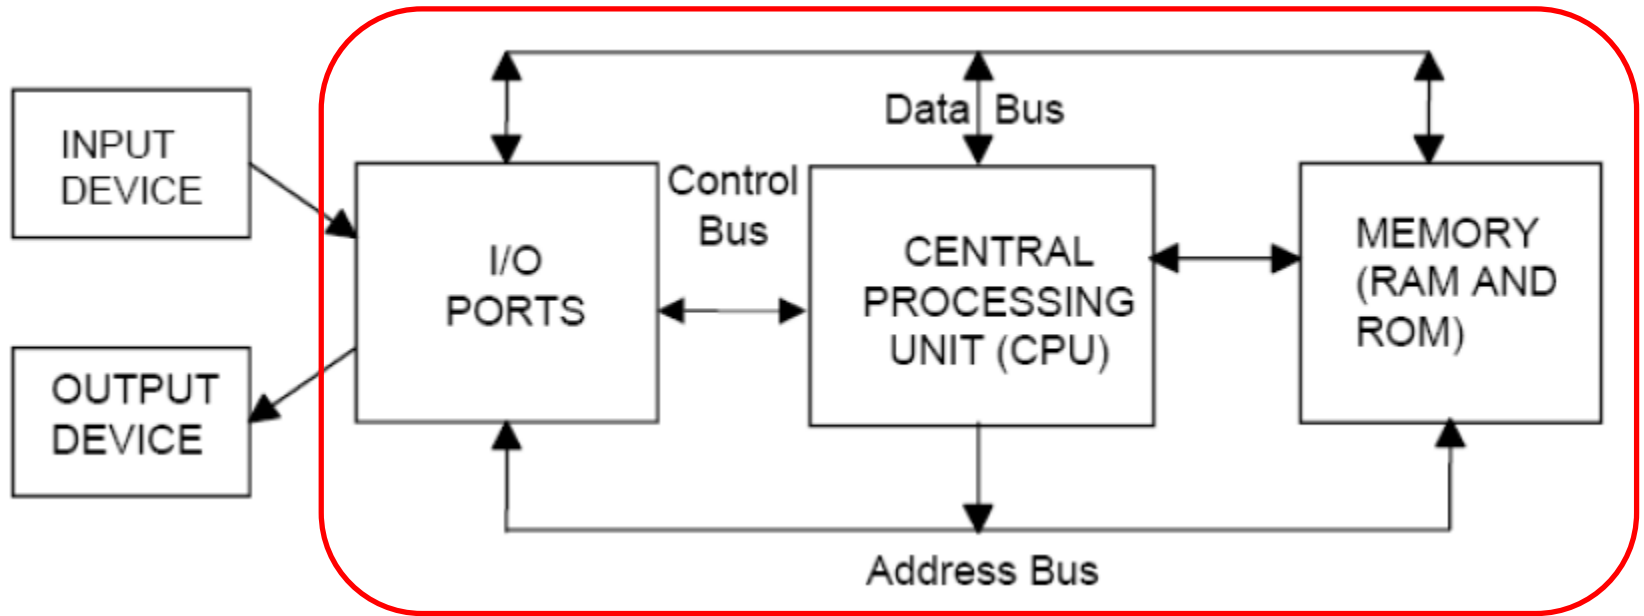 INPUT
DEVICE
OUTPUT
DEVICE
I/O
PORTS
Control
Bus
Data Bus
CENTRAL
PROCESSING
UNIT (CPU)
MEMORY
(RAM AND
ROM)
Address Bus